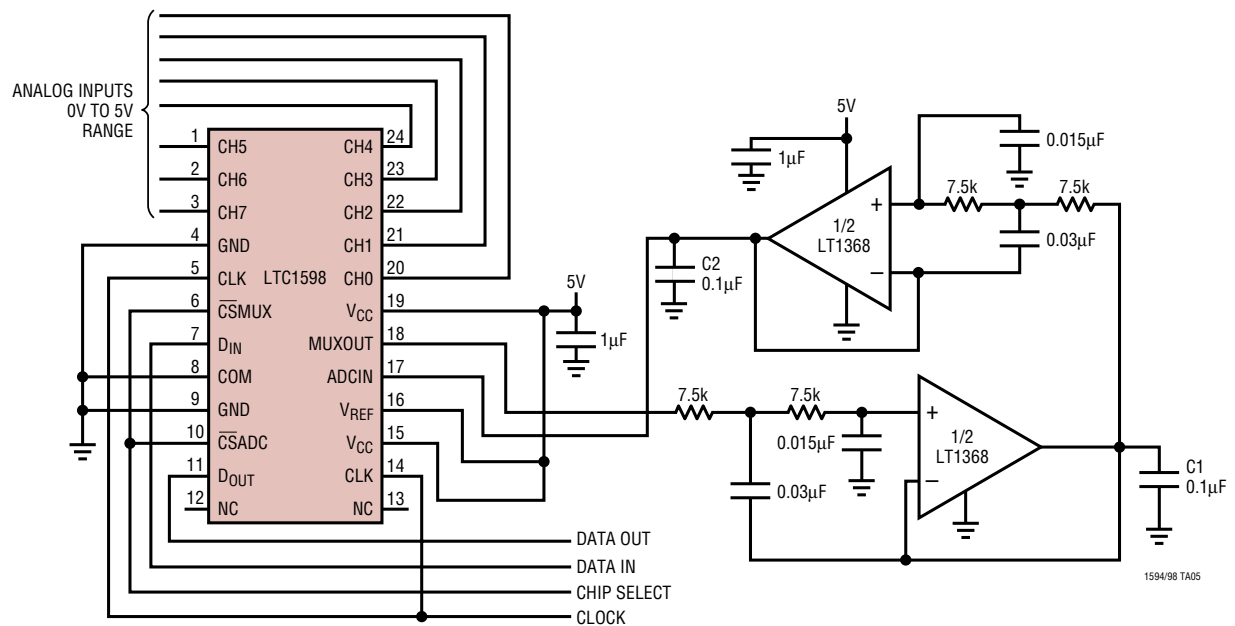 ANALOG INPUTS
0V TO 5V
RANGE
1 CH5 CH4 24
2 CH6 CH3 23
3 CH7 CH2 22
4 GND CH1 21
5 CLK LTC1598 CH0 20
6 CSMUX VCC 19
7 DIN MUXOUT 18
8 COM ADCIN 17
9 GND VREF 16
10 CSADC VCC 15
11 DOUT CLK 14
12 NC NC 13
5V
1µF
5V
1µF
+
1/2
LT1368
–
C2
0.1µF
0.015µF
7.5k
7.5k
0.03µF
7.5k
7.5k
0.015µF
0.03µF
+
1/2
LT1368
–
C1
0.1µF
DATA OUT
DATA IN
CHIP SELECT
CLOCK
1594/98 TA05